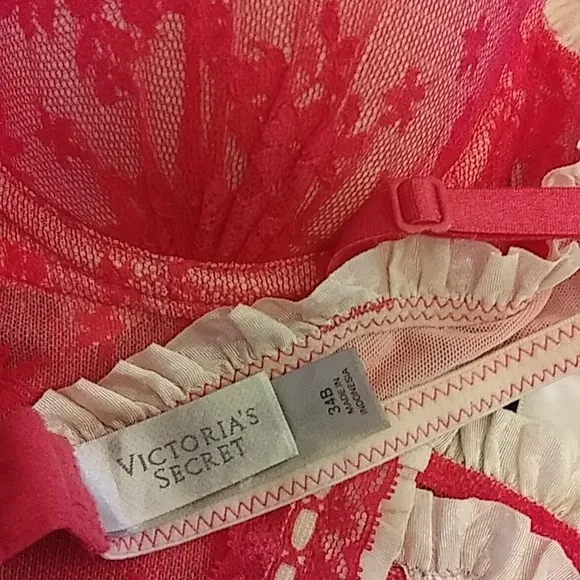 VICTORIA'S
SECRET
34B
MADE IN
INDONESIA